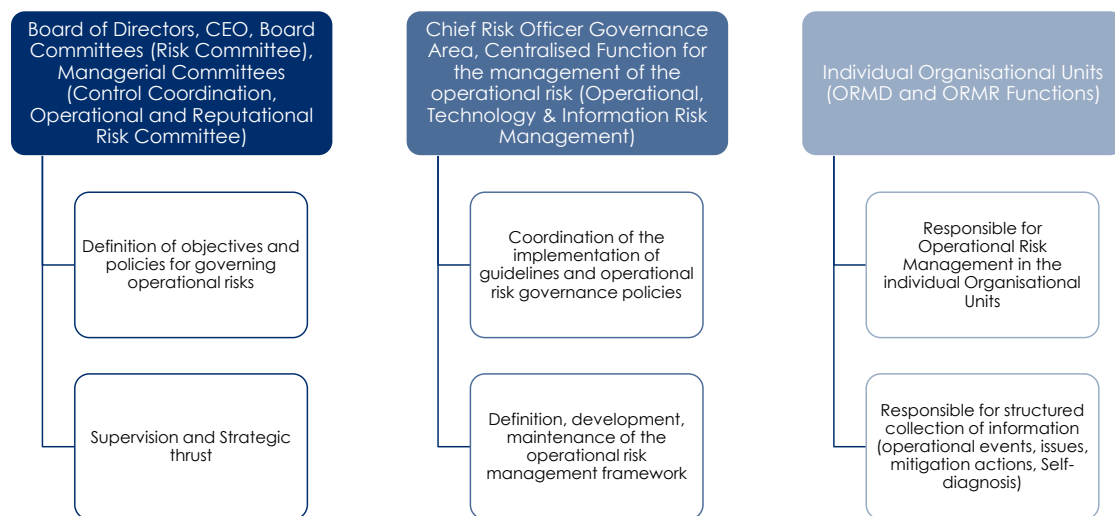 Board of Directors, CEO, Board
Committees (Risk Committee),
Managerial Committees
(Control Coordination,
Operational and Reputational
Risk Committee)
Definition of objectives and
policies for governing
operational risks
Supervision and Strategic
thrust
Chief Risk Officer Governance
Area, Centralised Function for
the management of the
operational risk (Operational,
Technology & Information Risk
Management)
Coordination of the
implementation of
guidelines and operational
risk governance policies
Definition, development,
maintenance of the
operational risk
management framework
Individual Organisational Units
(ORMD and ORMR Functions)
Responsible for
Operational Risk
Management in the
individual Organisational
Units
Responsible for structured
collection of information
(operational events, issues,
mitigation actions, Self-
diagnosis)